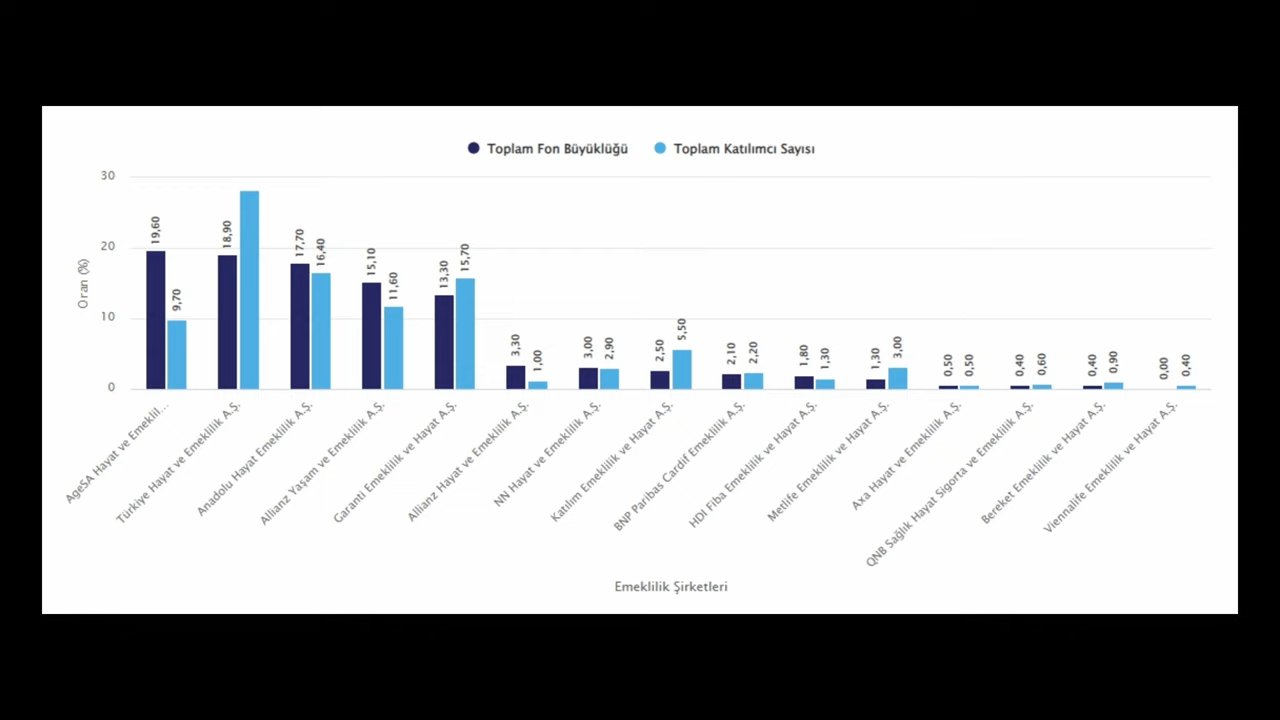 Toplam Fon Büyüklüğü Toplam Katılımcı Sayısı
Oran (%)
30
20
10
0
19,60
9,70
18,90
17,70
16,40
15,10
11,60
13,30
15,70
3,30
1,00
3,00
2,90
2,50
5,50
2,10
2,20
1,80
1,30
1,30
3,00
0,50
0,50
0,40
0,60
0,40
0,90
0,00
0,40
AgeSA Hayat ve Emeklil...
Türkiye Hayat ve Emeklilik A.Ş.
Anadolu Hayat Emeklilik A.Ş.
Allianz Yaşam ve Emeklilik A.Ş.
Garanti Emeklilik ve Hayat A.Ş.
Allianz Hayat ve Emeklilik A.Ş.
NN Hayat ve Emeklilik A.Ş.
Katılım Emeklilik ve Hayat A.Ş.
BNP Paribas Cardif Emeklilik A.Ş.
HDI Fiba Emeklilik ve Hayat A.Ş.
Metlife Emeklilik ve Hayat A.Ş.
Axa Hayat ve Emeklilik A.Ş.
QNB Sağlık Hayat Sigorta ve Emeklilik A.Ş.
Bereket Emeklilik ve Hayat A.Ş.
Viennalife Emeklilik ve Hayat A.Ş.
Emeklilik Şirketleri